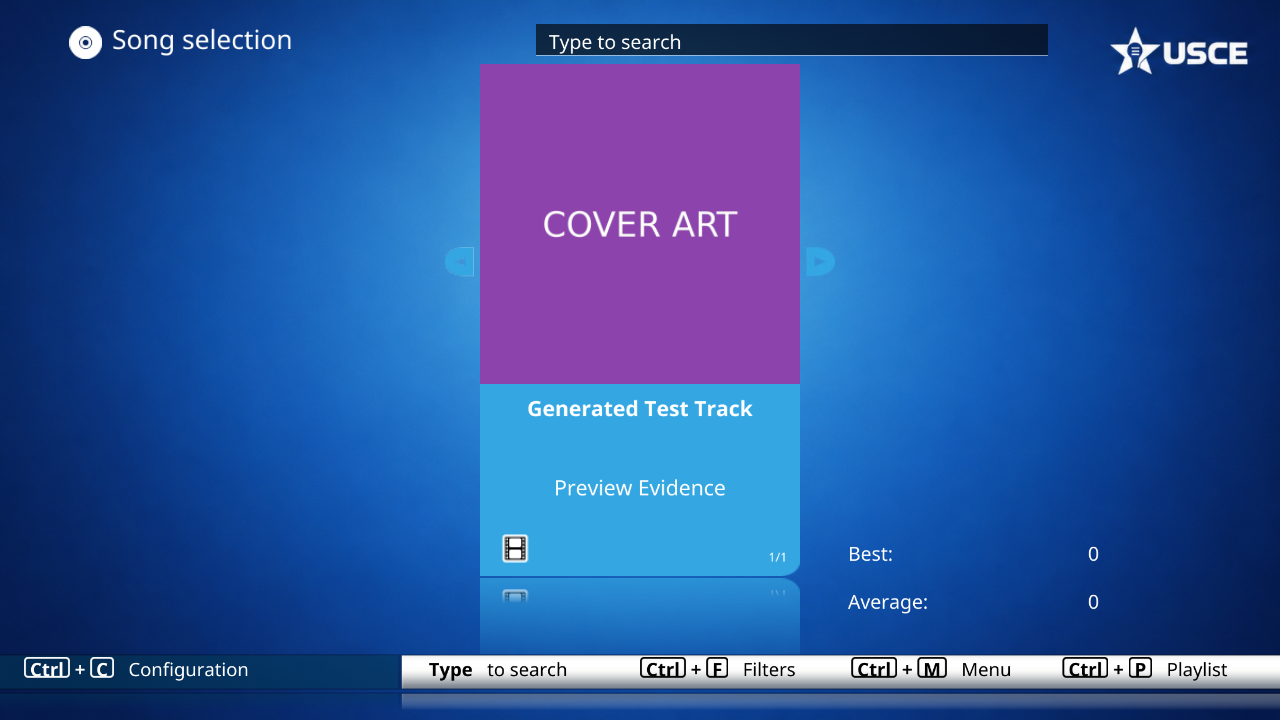 Song selection
Type to search
USCE
COVER ART
Generated Test Track
Preview Evidence
1/1
Best: 0
Average: 0
Ctrl + C Configuration
Type to search Ctrl + F Filters Ctrl + M Menu Ctrl + P Playlist